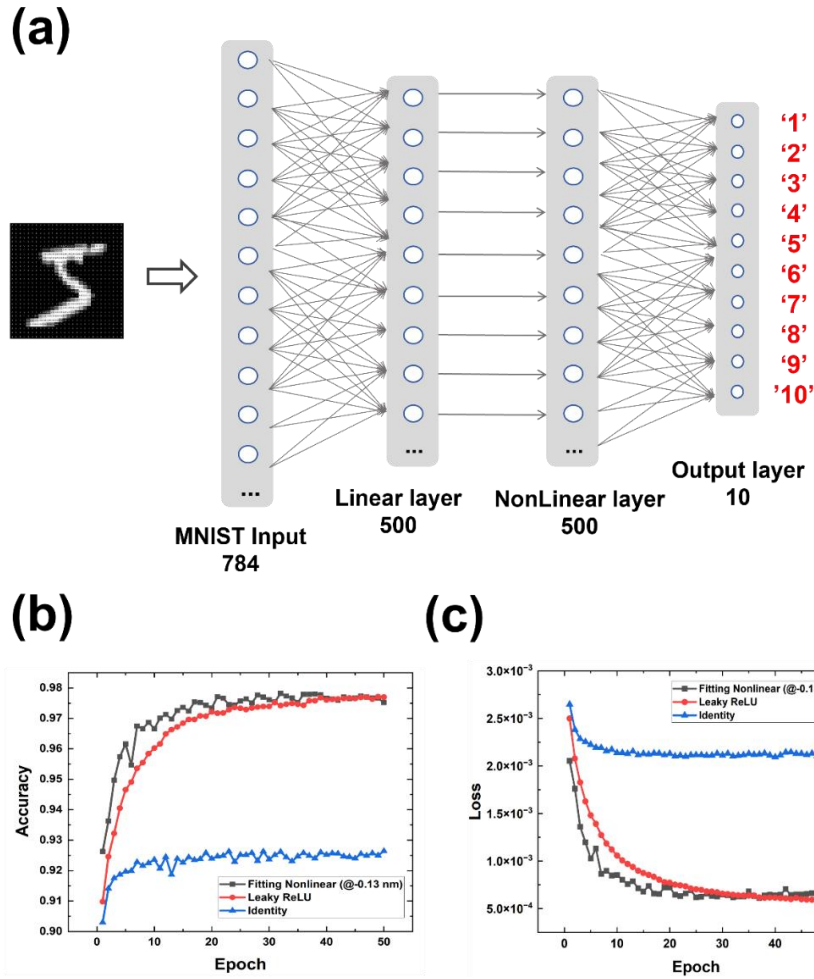 (a)
‘1’
‘2’
‘3’
‘4’
‘5’
‘6’
‘7’
‘8’
‘9’
’10’
...
...
...
MNIST Input
784
Linear layer
500
NonLinear layer
500
Output layer
10
(b)
Accuracy
0.98
0.97
0.96
0.95
0.94
0.93
0.92
0.91
0.90
0
10
20
30
40
50
Epoch
Fitting Nonlinear (@-0.13 nm)
Leaky ReLU
Identity
(c)
Loss
3.0×10⁻³
2.5×10⁻³
2.0×10⁻³
1.5×10⁻³
1.0×10⁻³
5.0×10⁻⁴
0
10
20
30
40
Epoch
Fitting Nonlinear (@-0.1
Leaky ReLU
Identity